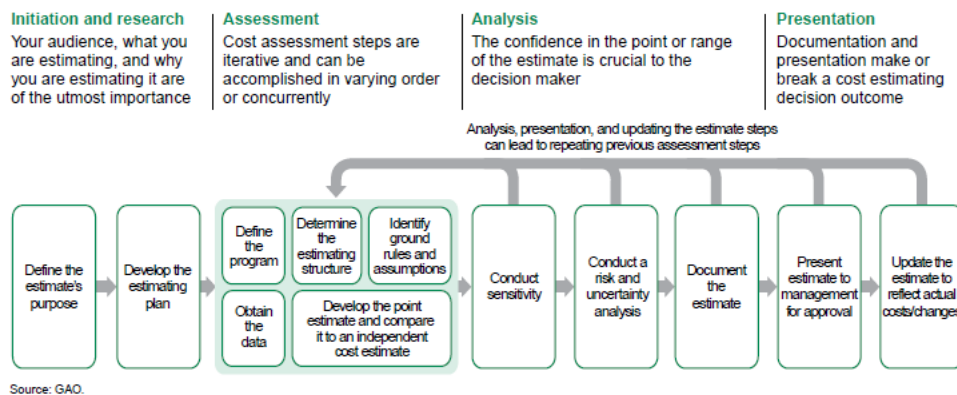 Initiation and research
Your audience, what you
are estimating, and why
you are estimating it are
of the utmost importance
Assessment
Cost assessment steps are
iterative and can be
accomplished in varying order
or concurrently
Analysis
The confidence in the point or range
of the estimate is crucial to the
decision maker
Presentation
Documentation and
presentation make or
break a cost estimating
decision outcome
Analysis, presentation, and updating the estimate steps
can lead to repeating previous assessment steps
Define the
estimate's
purpose
Develop the
estimating
plan
Define
the
program
Determine
the
estimating
structure
Identify
ground
rules and
assumptions
Obtain
the
data
Develop the point
estimate and compare
it to an independent
cost estimate
Conduct
sensitivity
Conduct a
risk and
uncertainty
analysis
Document
the
estimate
Present
estimate to
management
for approval
Update the
estimate to
reflect actual
costs/changes
Source: GAO.